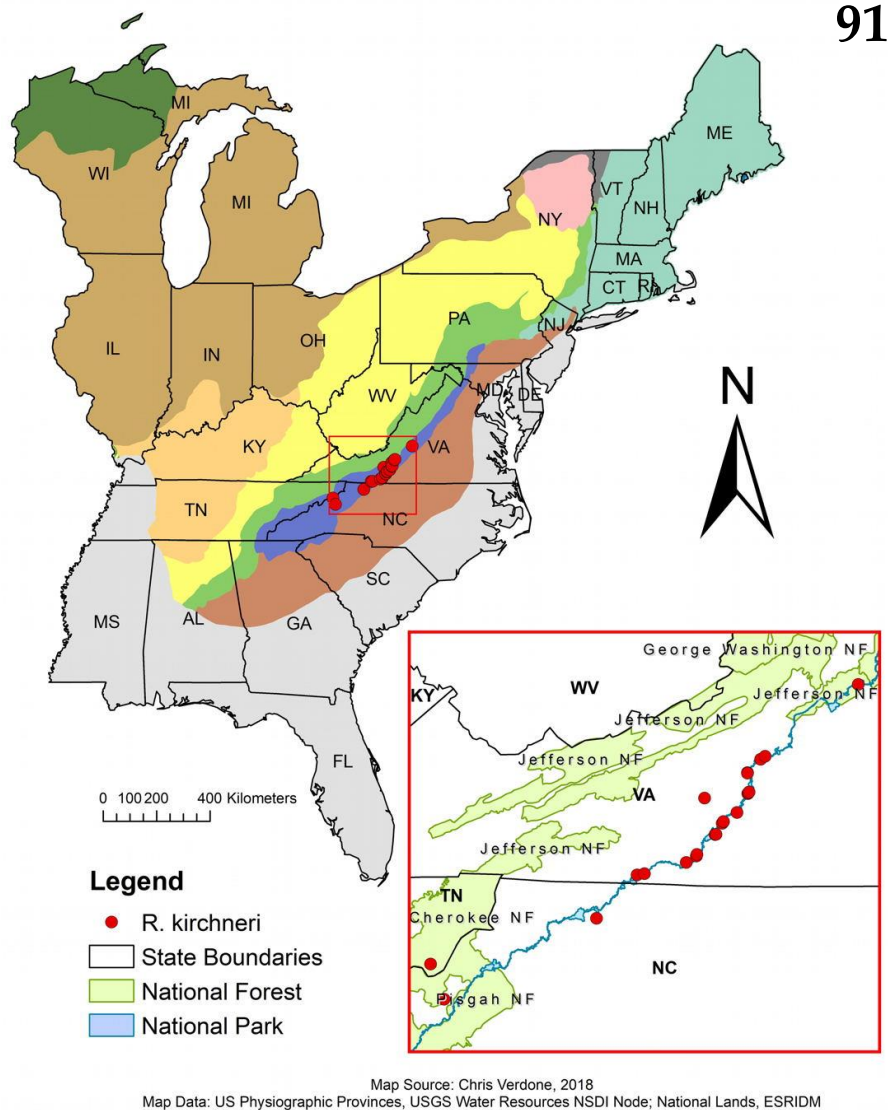 91
MI
ME
WI
VT
MI
NH
NY
MA
CT RI
PA
NJ
OH
IL
IN
MD
DE
WV
KY
VA
TN
NC
SC
MS
AL
GA
FL
N
0 100 200 400 Kilometers
George Washington NF
KY
WV
Jefferson NF
Jefferson NF
Jefferson NF
VA
Jefferson NF
TN
Cherokee NF
NC
Pisgah NF
Legend
R. kirchneri
State Boundaries
National Forest
National Park
Map Source: Chris Verdone, 2018
Map Data: US Physiographic Provinces, USGS Water Resources NSDI Node; National Lands, ESRIDM